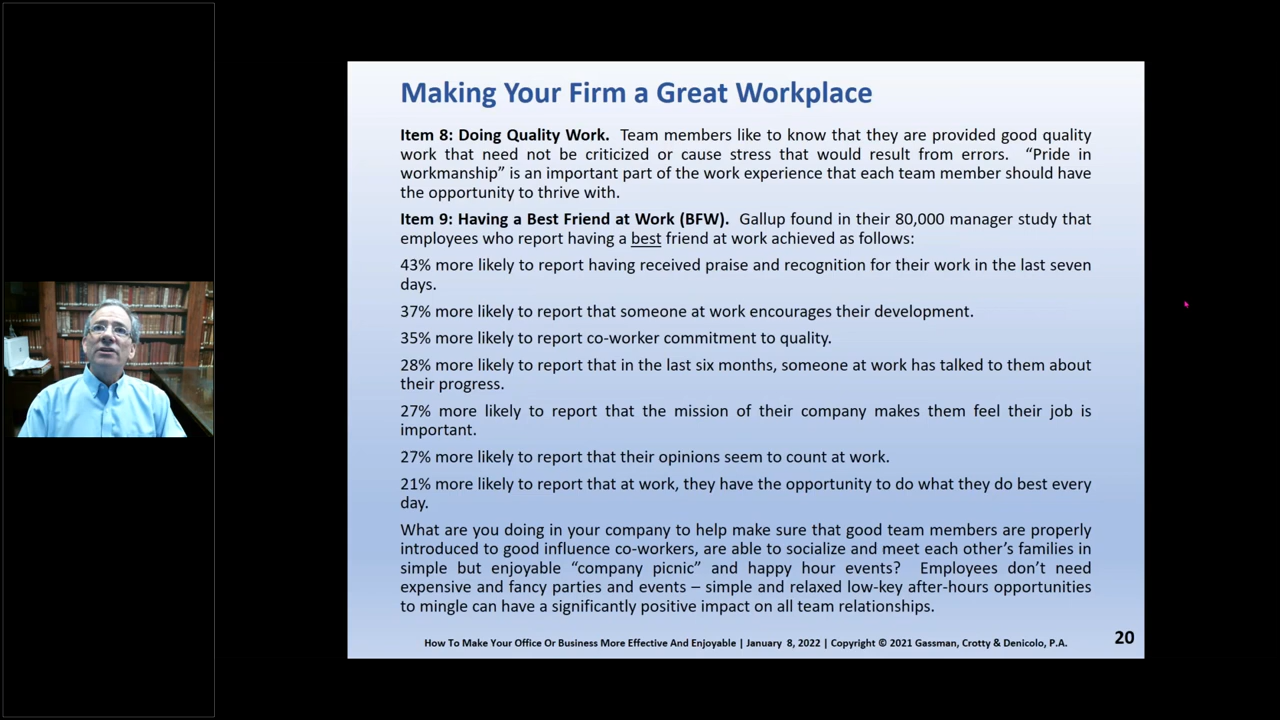 Making Your Firm a Great Workplace
Item 8: Doing Quality Work. Team members like to know that they are provided good quality
work that need not be criticized or cause stress that would result from errors. “Pride in
workmanship” is an important part of the work experience that each team member should have
the opportunity to thrive with.
Item 9: Having a Best Friend at Work (BFW). Gallup found in their 80,000 manager study that
employees who report having a best friend at work achieved as follows:
43% more likely to report having received praise and recognition for their work in the last seven
days.
37% more likely to report that someone at work encourages their development.
35% more likely to report co-worker commitment to quality.
28% more likely to report that in the last six months, someone at work has talked to them about
their progress.
27% more likely to report that the mission of their company makes them feel their job is
important.
27% more likely to report that their opinions seem to count at work.
21% more likely to report that at work, they have the opportunity to do what they do best every
day.
What are you doing in your company to help make sure that good team members are properly
introduced to good influence co-workers, are able to socialize and meet each other’s families in
simple but enjoyable “company picnic” and happy hour events? Employees don’t need
expensive and fancy parties and events – simple and relaxed low-key after-hours opportunities
to mingle can have a significantly positive impact on all team relationships.
How To Make Your Office Or Business More Effective And Enjoyable | January 8, 2022 | Copyright © 2021 Gassman, Crotty & Denicolo, P.A.
20